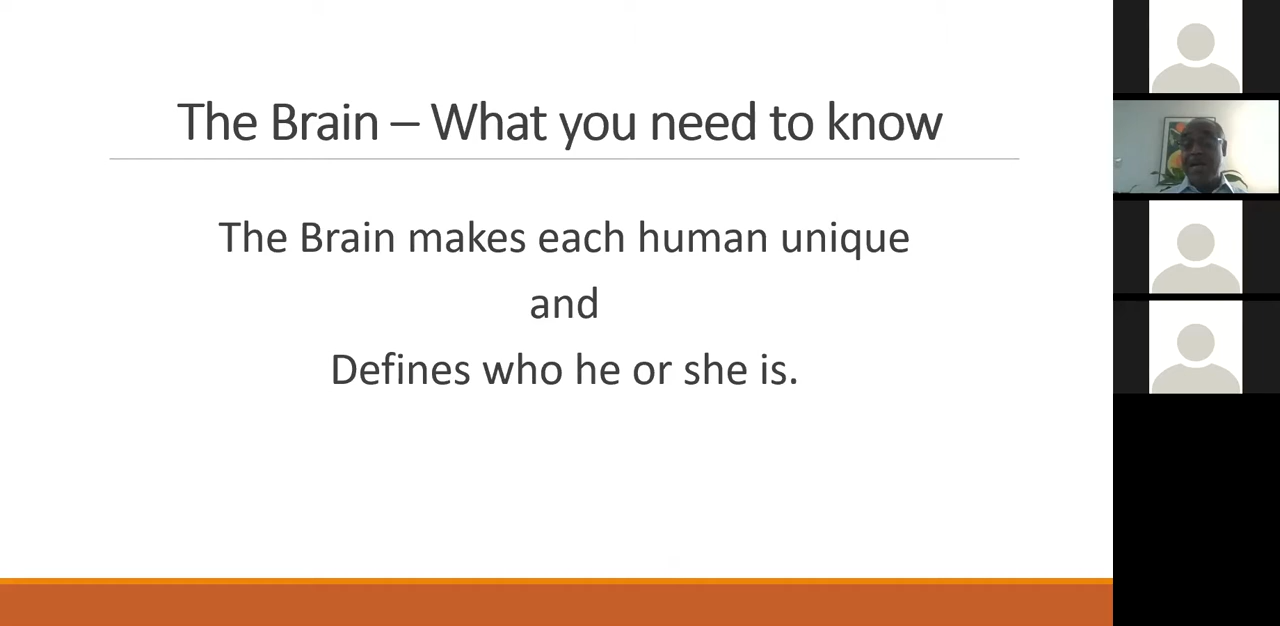 The Brain – What you need to know
The Brain makes each human unique
and
Defines who he or she is.